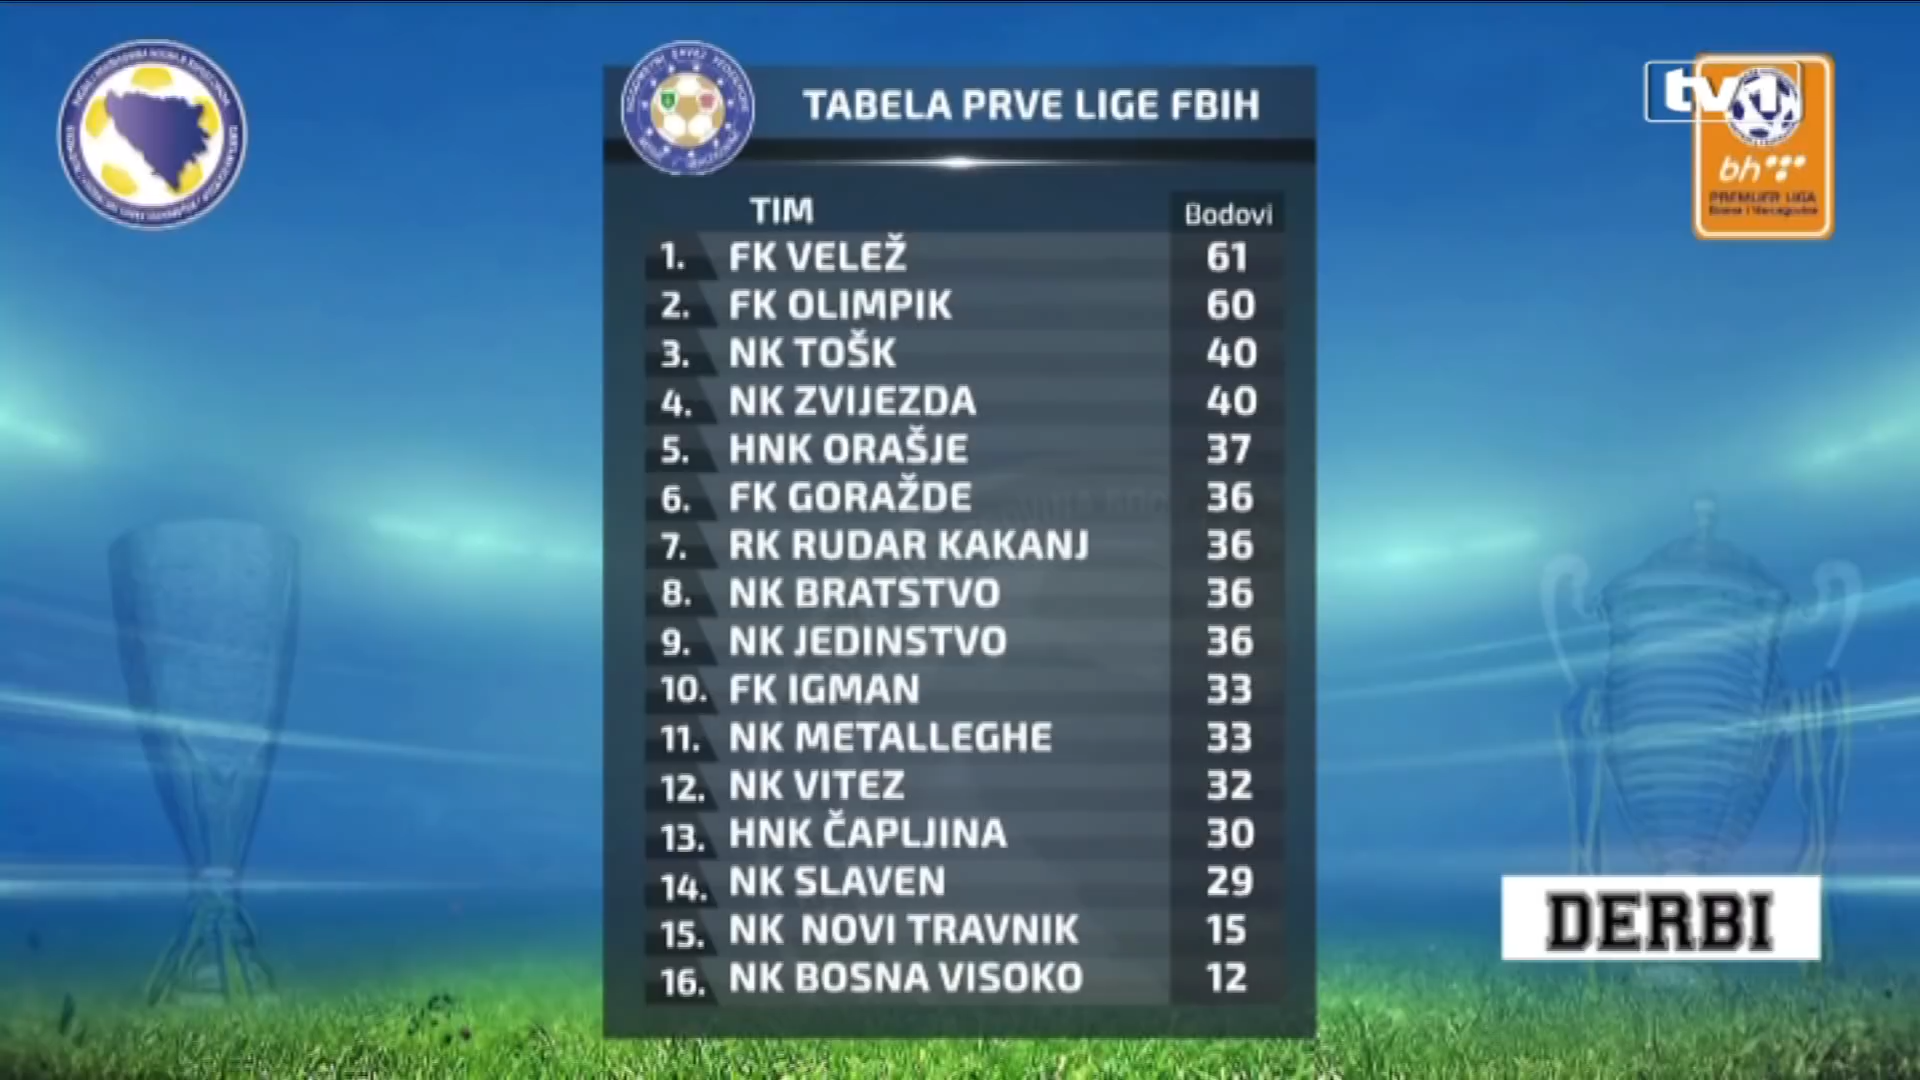 TABELA PRVE LIGE FBIH
tv1
bh
PREMIJER LIGA
Bosne i Hercegovine
TIM Bodovi
1. FK VELEŽ 61
2. FK OLIMPIK 60
3. NK TOŠK 40
4. NK ZVIJEZDA 40
5. HNK ORAŠJE 37
6. FK GORAŽDE 36
7. RK RUDAR KAKANJ 36
8. NK BRATSTVO 36
9. NK JEDINSTVO 36
10. FK IGMAN 33
11. NK METALLEGHE 33
12. NK VITEZ 32
13. HNK ČAPLJINA 30
14. NK SLAVEN 29
15. NK NOVI TRAVNIK 15
16. NK BOSNA VISOKO 12
DERBI